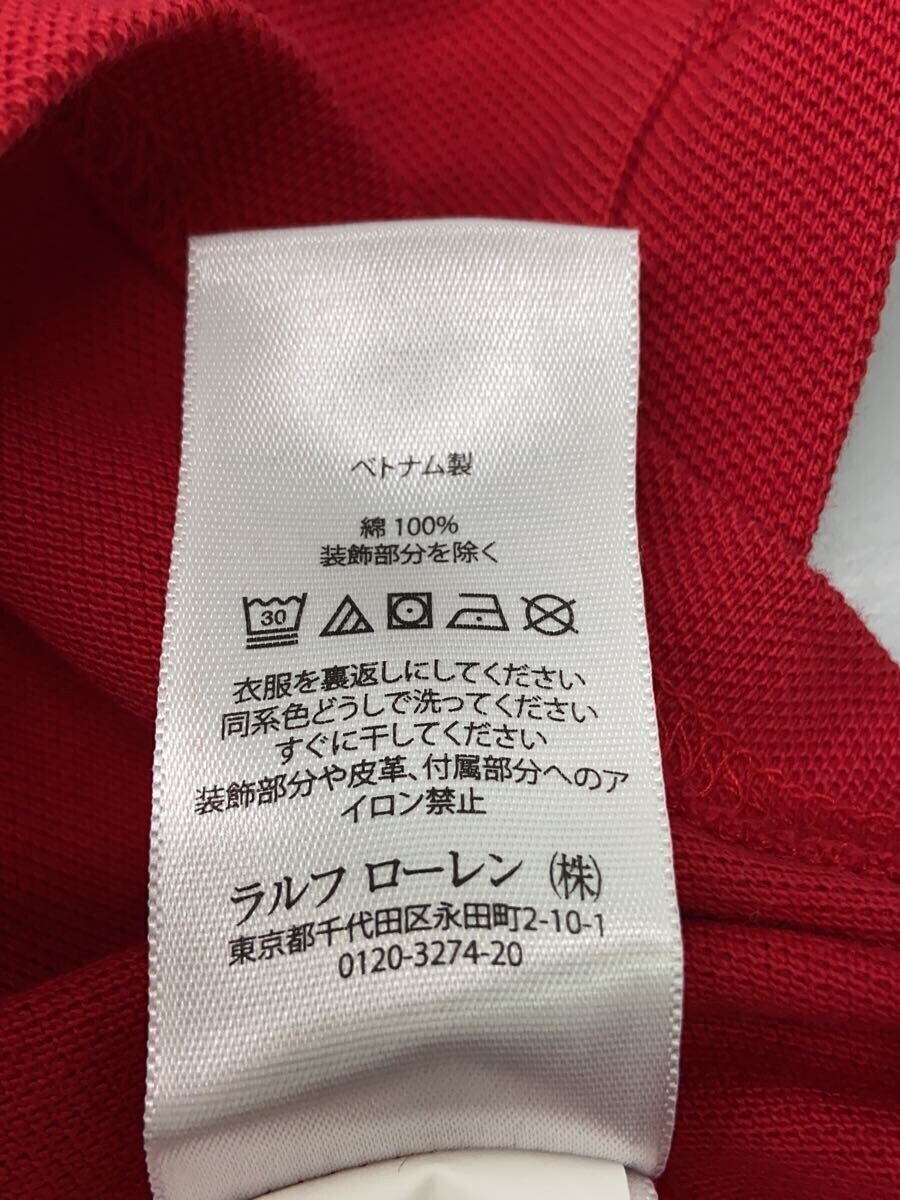 ベトナム製
綿 100%
装飾部分を除く
30
衣服を裏返しにしてください
同系色どうしで洗ってください
すぐに干してください
装飾部分や皮革、付属部分へのア
イロン禁止
ラルフ ローレン ㈱
東京都千代田区永田町2-10-1
0120-3274-20